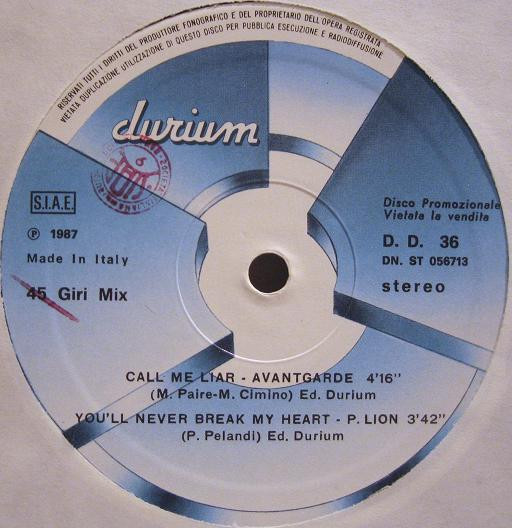 RISERVATI TUTTI I DIRITTI DEL PRODUTTORE FONOGRAFICO E DEL PROPRIETARIO DELL'OPERA REGISTRATA
VIETATA DUPLICAZIONE UTILIZZAZIONE DI QUESTO DISCO PER PUBBLICA ESECUZIONE E RADIODIFFUSIONE
durium
6
S.I.A.E.
℗ 1987
Made In Italy
45 Giri Mix
Disco Promozionale
Vietata la vendita
D. D. 36
DN. ST 056713
stereo
CALL ME LIAR - AVANTGARDE 4'16''
(M. Paire-M. Cimino) Ed. Durium
YOU'LL NEVER BREAK MY HEART - P. LION 3'42''
(P. Pelandi) Ed. Durium